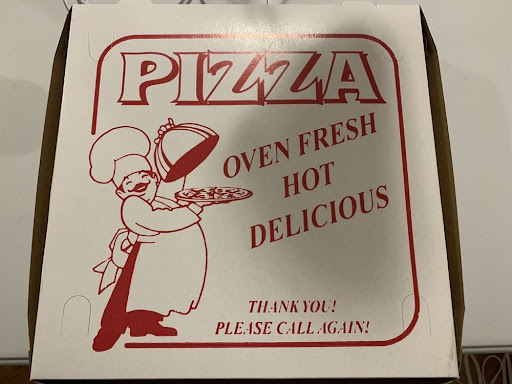 PIZZA
OVEN FRESH
HOT
DELICIOUS
THANK YOU!
PLEASE CALL AGAIN!